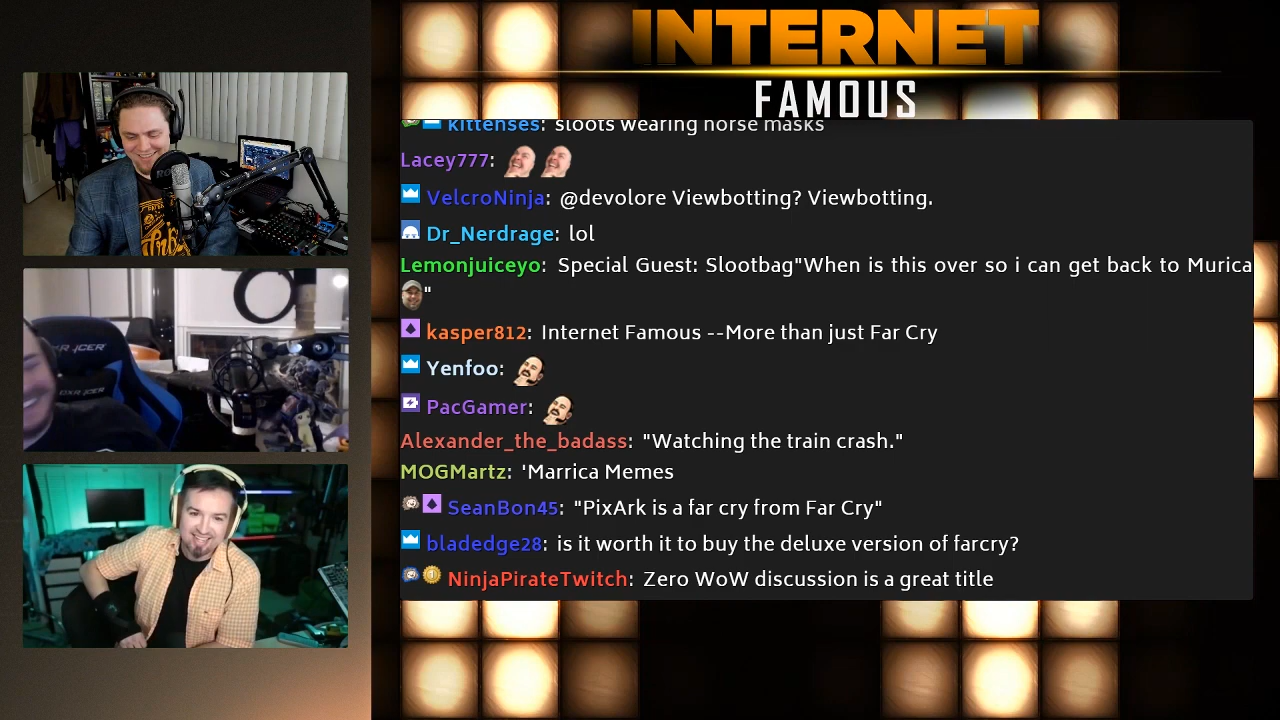 INTERNET
FAMOUS
kittenses: sloots wearing horse masks
Lacey777:
VelcroNinja: @devolore Viewbotting? Viewbotting.
Dr_Nerdrage: lol
Lemonjuiceyo: Special Guest: Slootbag"When is this over so i can get back to Murica
"
kasper812: Internet Famous --More than just Far Cry
Yenfoo:
PacGamer:
Alexander_the_badass: "Watching the train crash."
MOGMartz: 'Marrica Memes
SeanBon45: "PixArk is a far cry from Far Cry"
bladedge28: is it worth it to buy the deluxe version of farcry?
NinjaPirateTwitch: Zero WoW discussion is a great title
DXRACER